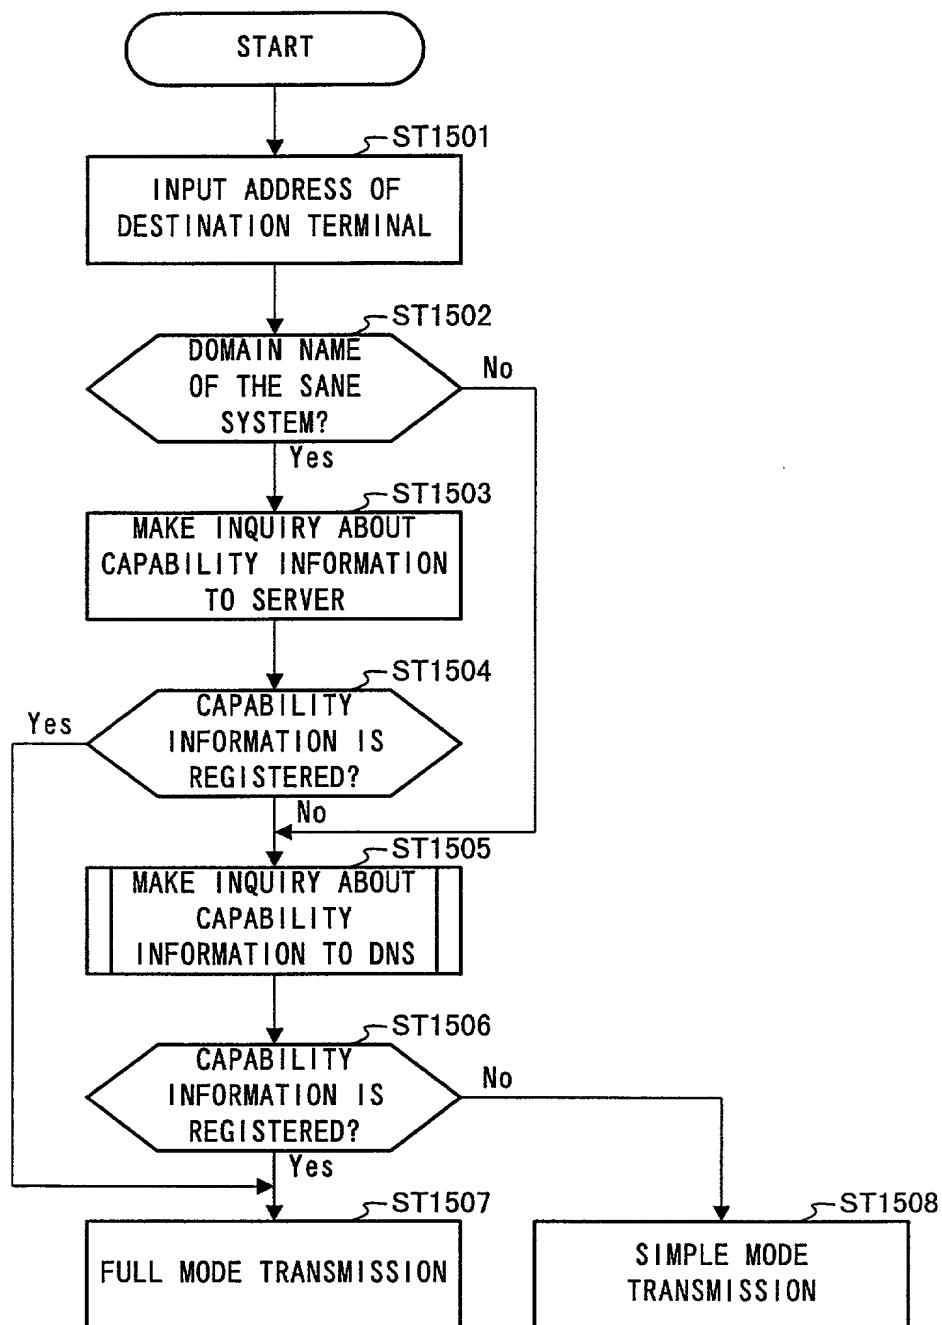 START
ST1501
INPUT ADDRESS OF
DESTINATION TERMINAL
ST1502
DOMAIN NAME
OF THE SANE
SYSTEM?
No
Yes
ST1503
MAKE INQUIRY ABOUT
CAPABILITY INFORMATION
TO SERVER
ST1504
CAPABILITY
INFORMATION IS
REGISTERED?
Yes
No
ST1505
MAKE INQUIRY ABOUT
CAPABILITY
INFORMATION TO DNS
ST1506
CAPABILITY
INFORMATION IS
REGISTERED?
No
Yes
ST1507
FULL MODE TRANSMISSION
ST1508
SIMPLE MODE
TRANSMISSION